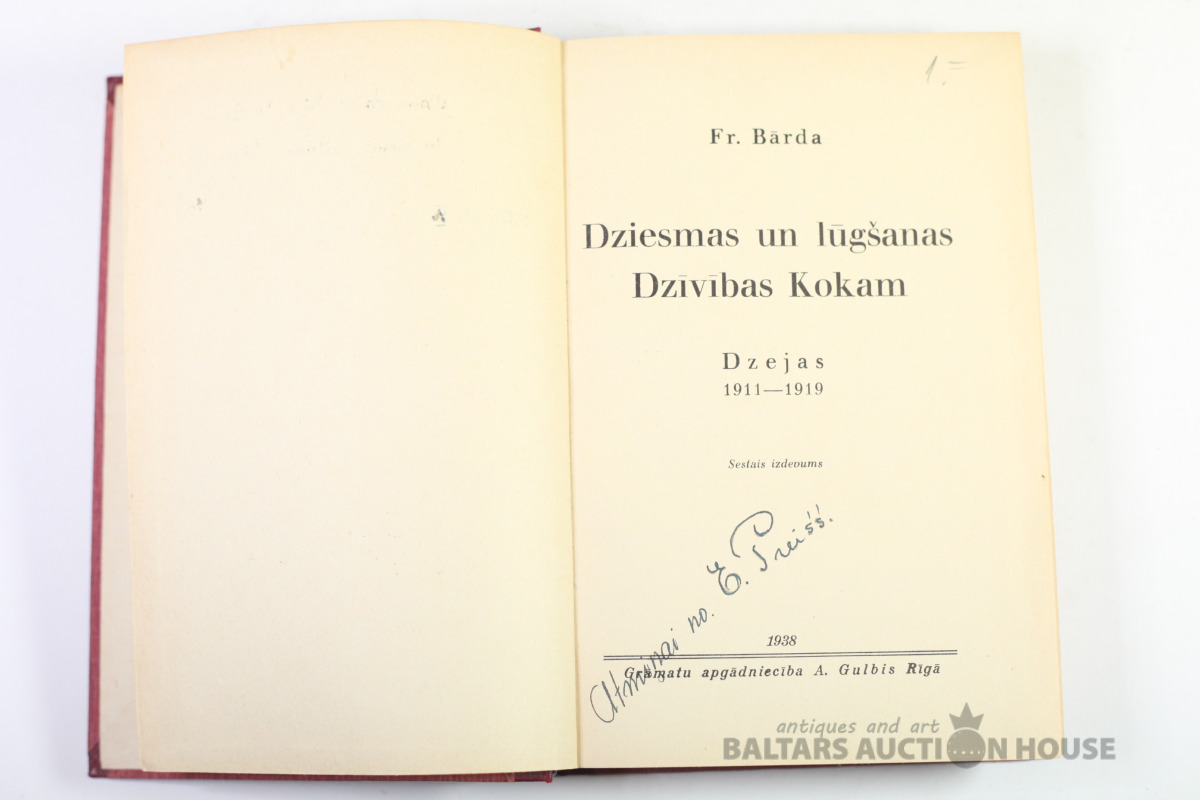 1.=
Fr. Bārda
Dziesmas un lūgšanas
Dzīvības Kokam
Dzejas
1911—1919
Sestais izdevums
Atmiņai no. E.
1938
Grāmatu apgādniecība A. Gulbis Rīgā
antiques and art
BALTARS AUCTION HOUSE